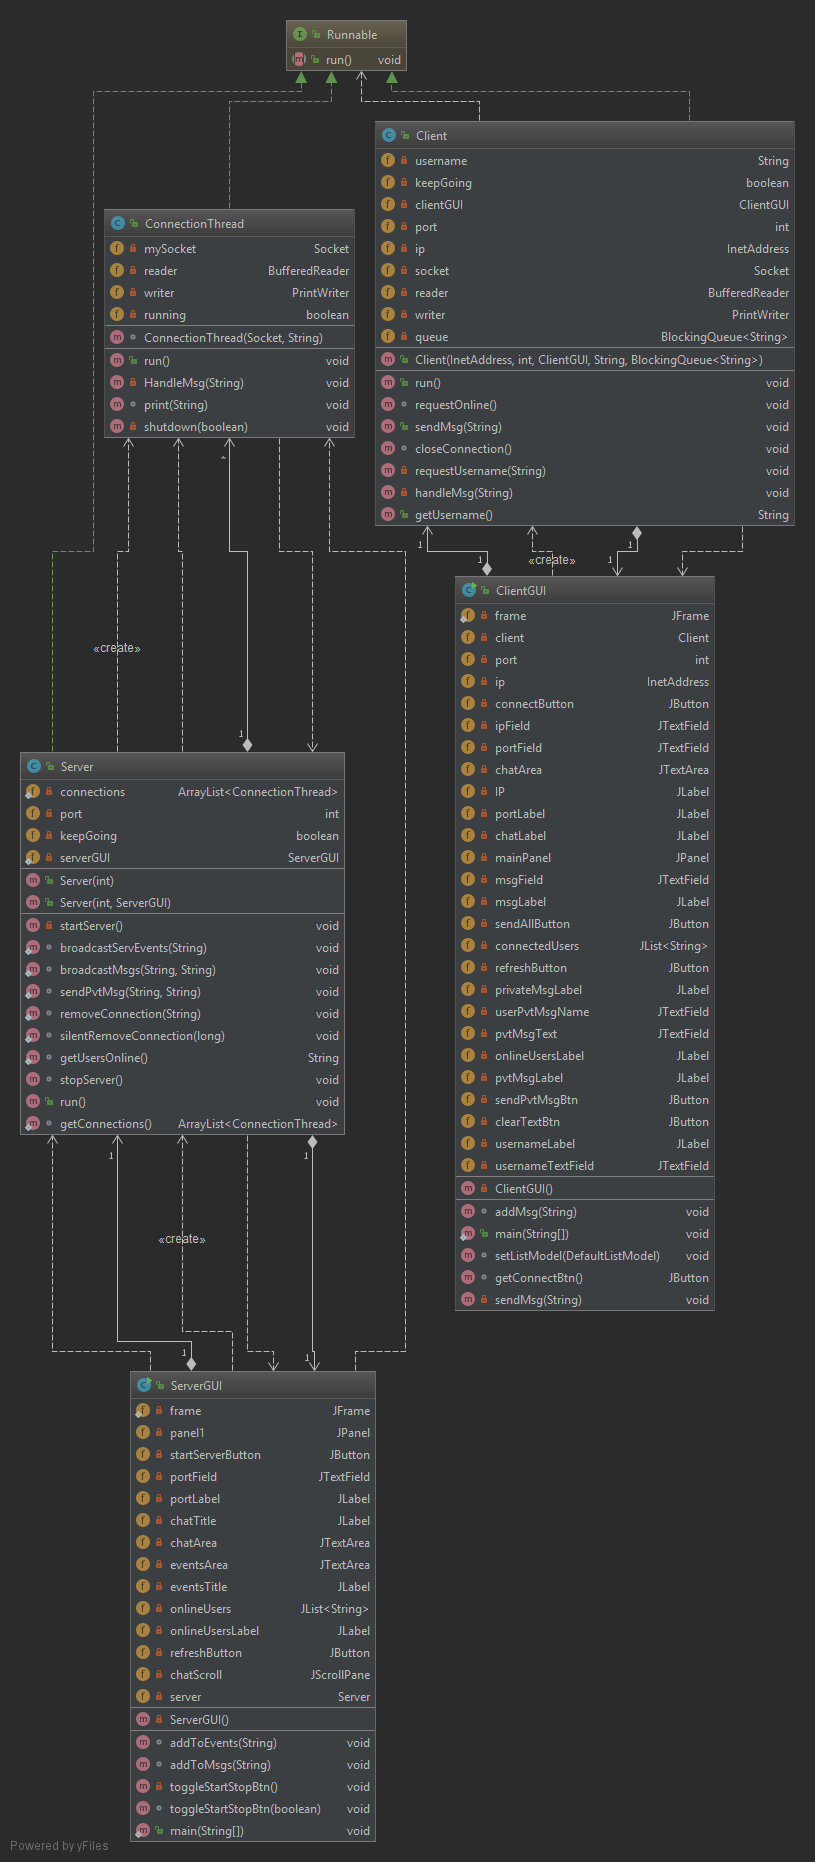 Runnable
run() void
Client
username String
keepGoing boolean
clientGUI ClientGUI
port int
ip InetAddress
socket Socket
reader BufferedReader
writer PrintWriter
queue BlockingQueue<String>
Client(InetAddress, int, ClientGUI, String, BlockingQueue<String>)
run() void
requestOnline() void
sendMsg(String) void
closeConnection() void
requestUsername(String) void
handleMsg(String) void
getUsername() String
ConnectionThread
mySocket Socket
reader BufferedReader
writer PrintWriter
running boolean
ConnectionThread(Socket, String)
run() void
HandleMsg(String) void
print(String) void
shutdown(boolean) void
*
1
1
«create»
1
1
«create»
1
ClientGUI
frame JFrame
client Client
port int
ip InetAddress
connectButton JButton
ipField JTextField
portField JTextField
chatArea JTextArea
IP JLabel
portLabel JLabel
chatLabel JLabel
mainPanel JPanel
msgField JTextField
msgLabel JLabel
sendAllButton JButton
connectedUsers JList<String>
refreshButton JButton
privateMsgLabel JLabel
userPvtMsgName JTextField
pvtMsgText JTextField
onlineUsersLabel JLabel
pvtMsgLabel JLabel
sendPvtMsgBtn JButton
clearTextBtn JButton
usernameLabel JLabel
usernameTextField JTextField
ClientGUI()
addMsg(String) void
main(String[]) void
setListModel(DefaultListModel) void
getConnectBtn() JButton
sendMsg(String) void
Server
connections ArrayList<ConnectionThread>
port int
keepGoing boolean
serverGUI ServerGUI
Server(int)
Server(int, ServerGUI)
startServer() void
broadcastServEvents(String) void
broadcastMsgs(String, String) void
sendPvtMsg(String, String) void
removeConnection(String) void
silentRemoveConnection(long) void
getUsersOnline() String
stopServer() void
run() void
getConnections() ArrayList<ConnectionThread>
1
1
«create»
1
1
ServerGUI
frame JFrame
panel1 JPanel
startServerButton JButton
portField JTextField
portLabel JLabel
chatTitle JLabel
chatArea JTextArea
eventsArea JTextArea
eventsTitle JLabel
onlineUsers JList<String>
onlineUsersLabel JLabel
refreshButton JButton
chatScroll JScrollPane
server Server
ServerGUI()
addToEvents(String) void
addToMsgs(String) void
toggleStartStopBtn() void
toggleStartStopBtn(boolean) void
main(String[]) void
Powered by yFiles